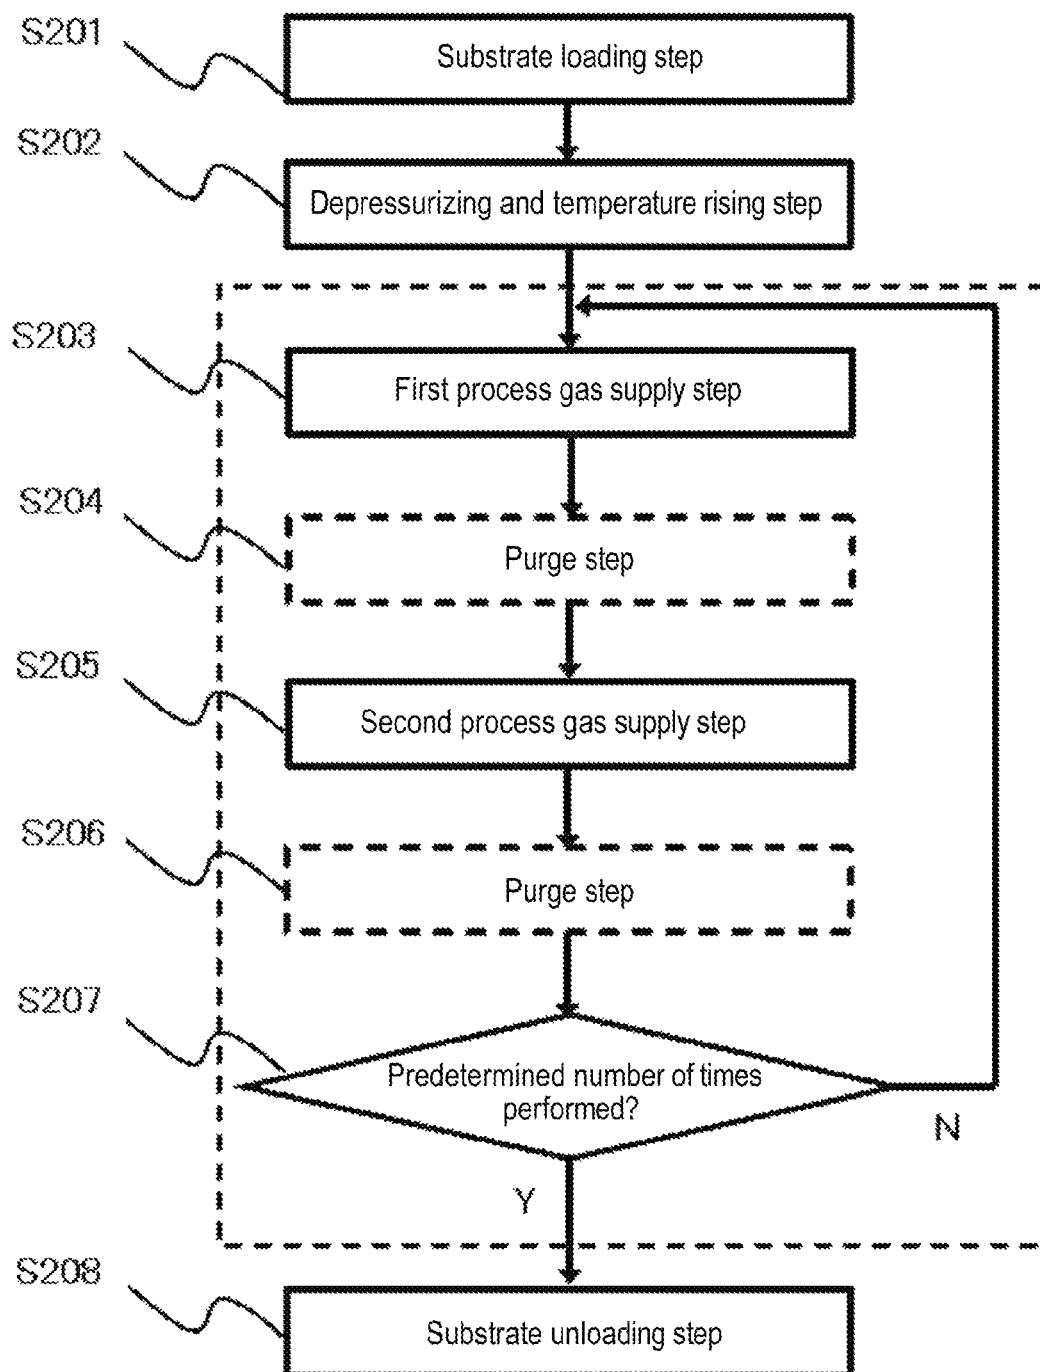 S201
Substrate loading step
S202
Depressurizing and temperature rising step
S203
First process gas supply step
S204
Purge step
S205
Second process gas supply step
S206
Purge step
S207
Predetermined number of times
performed?
N
Y
S208
Substrate unloading step